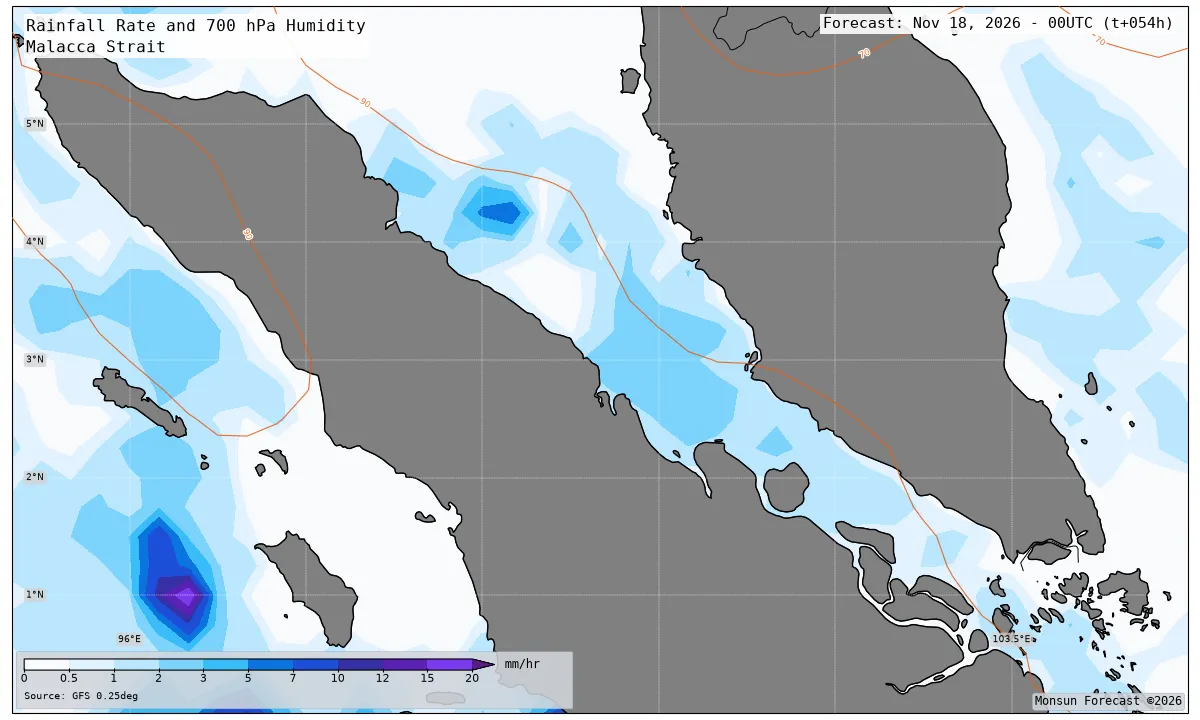 Rainfall Rate and 700 hPa Humidity
Malacca Strait
Forecast: Nov 18, 2026 - 00UTC (t+054h)
70
70
90
90
5°N
4°N
3°N
2°N
1°N
96°E
103.5°E
0 0.5 1 2 3 5 7 10 12 15 20
mm/hr
Source: GFS 0.25deg
Monsun Forecast ©2026